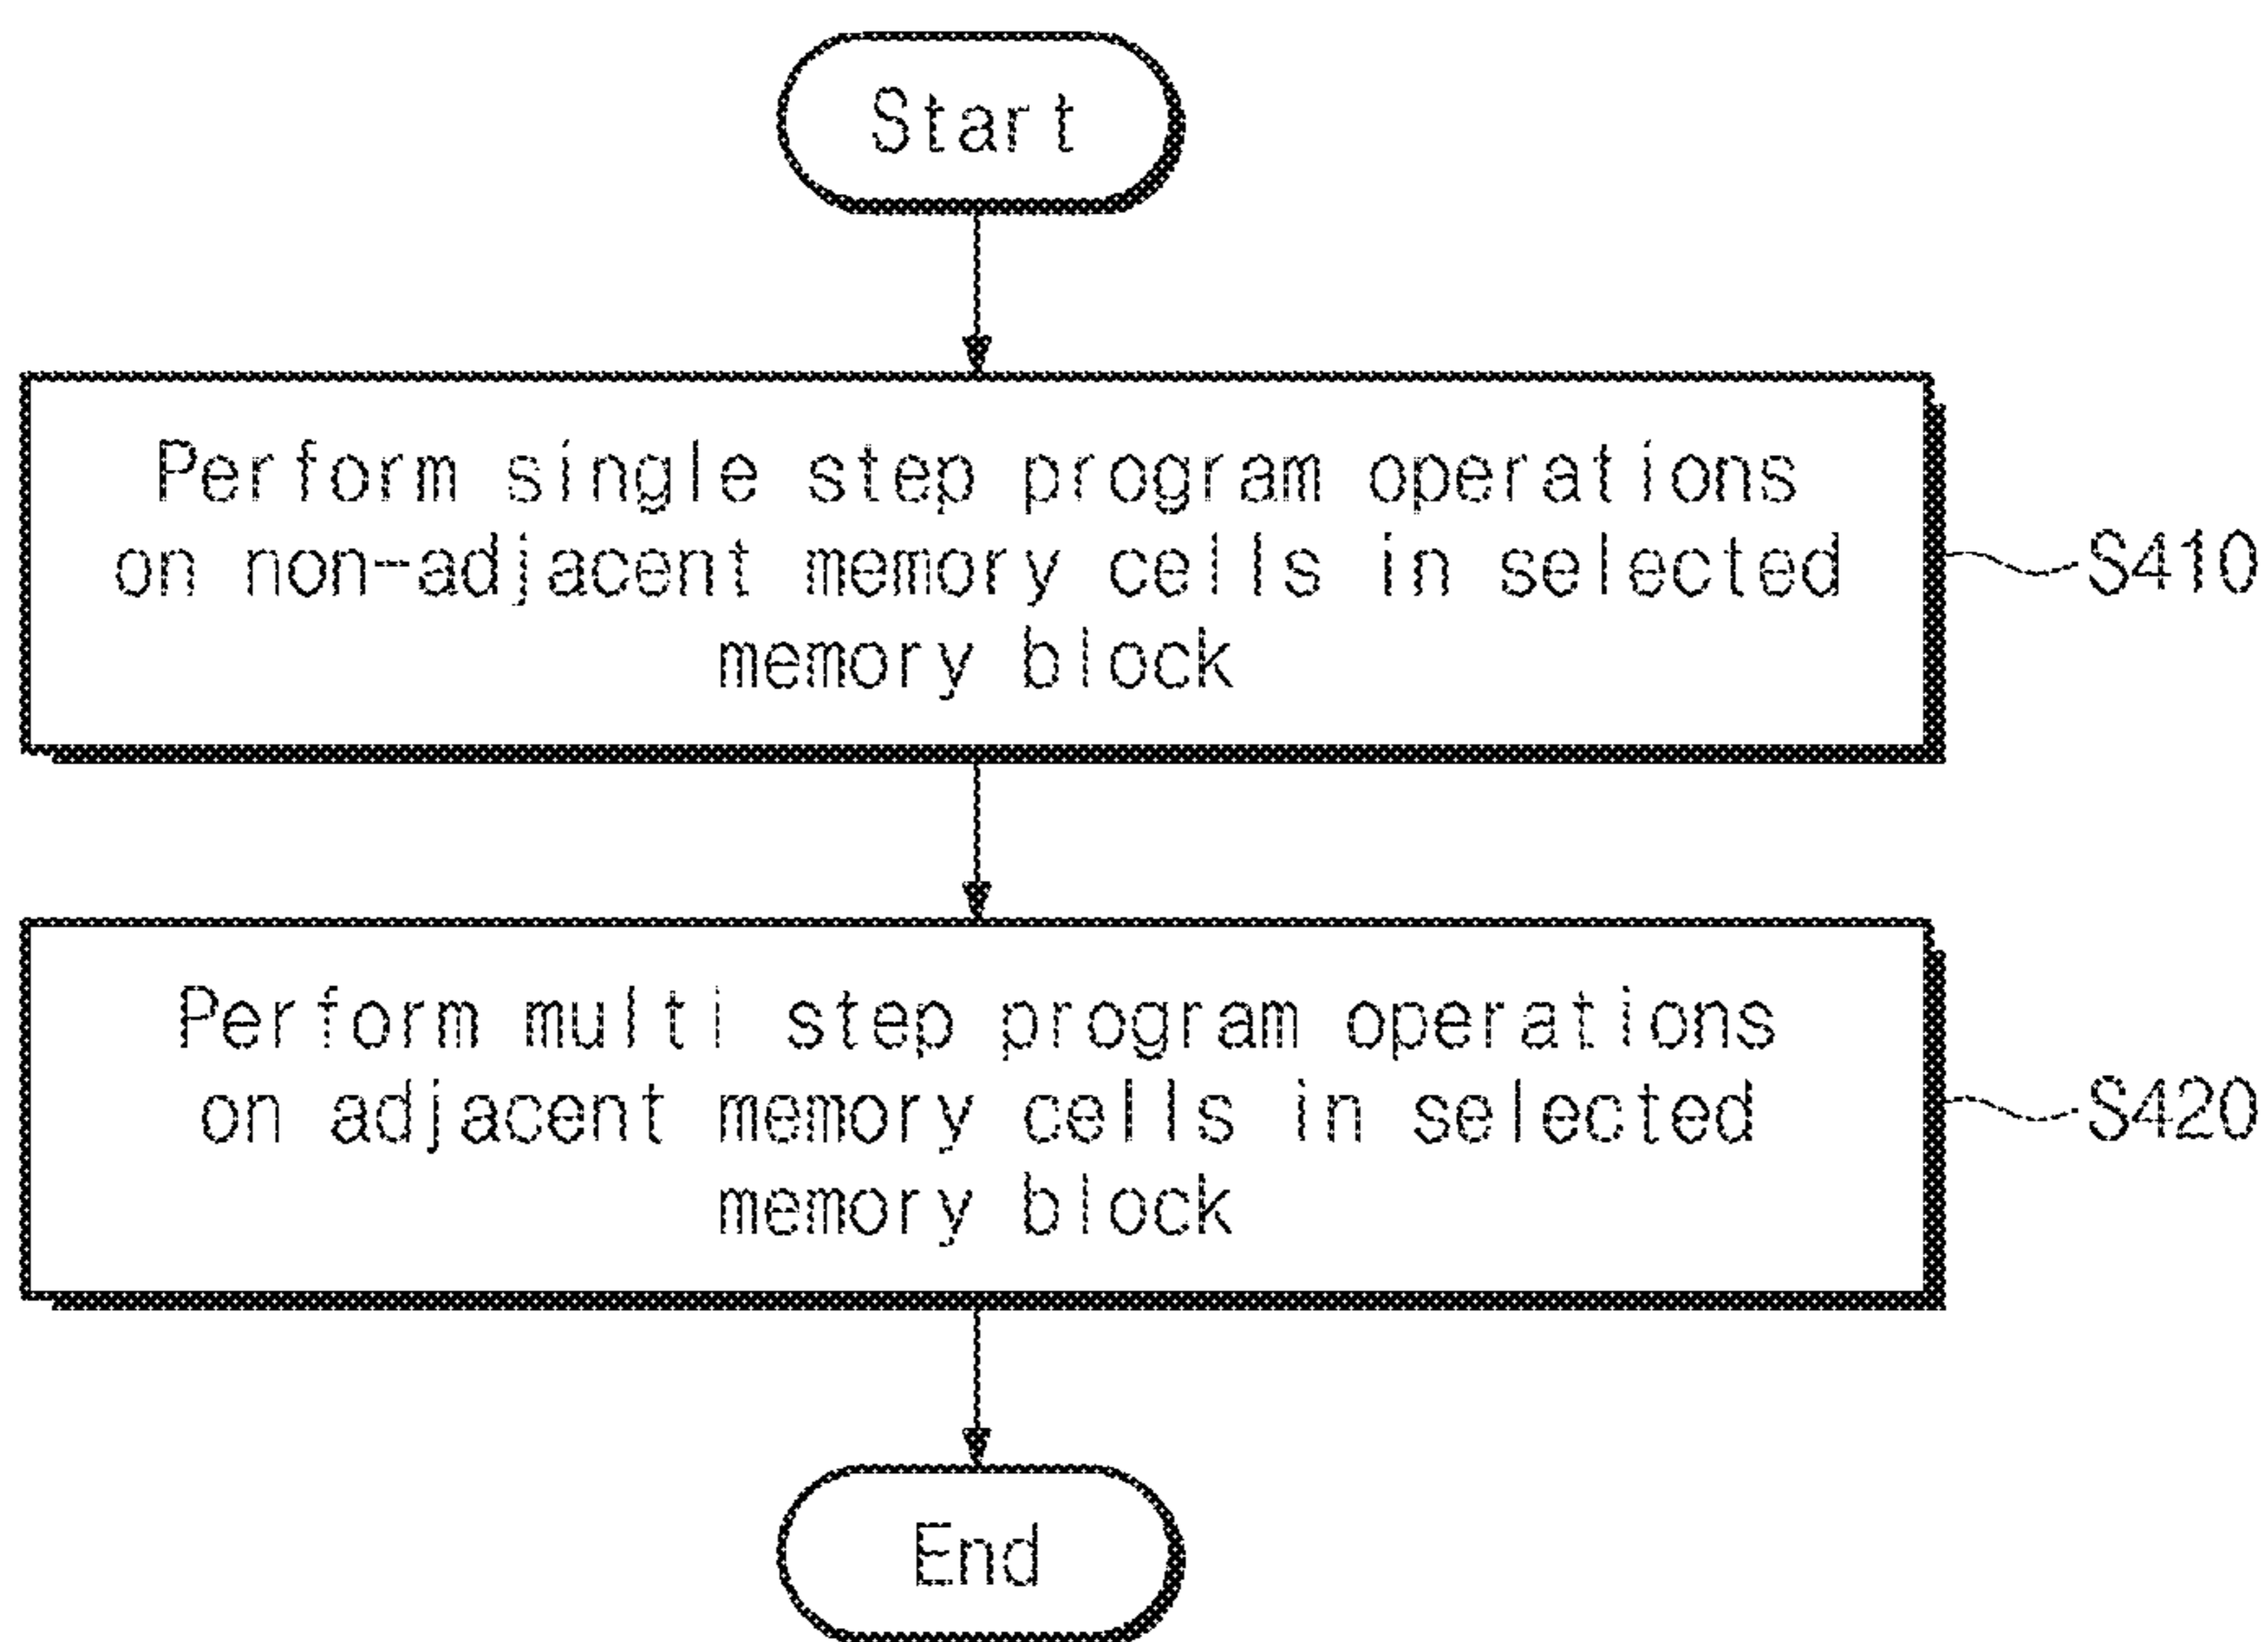 Start
Perform single step program operations
on non-adjacent memory cells in selected
memory block
S410
Perform multi step program operations
on adjacent memory cells in selected
memory block
S420
End